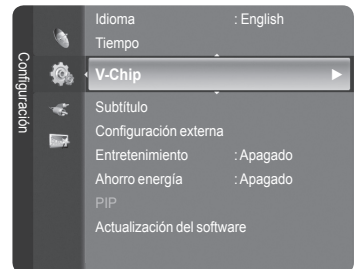 Configuración
Idioma : English
Tiempo
V-Chip
Subtítulo
Configuración externa
Entretenimiento : Apagado
Ahorro energía : Apagado
PIP
Actualización del software